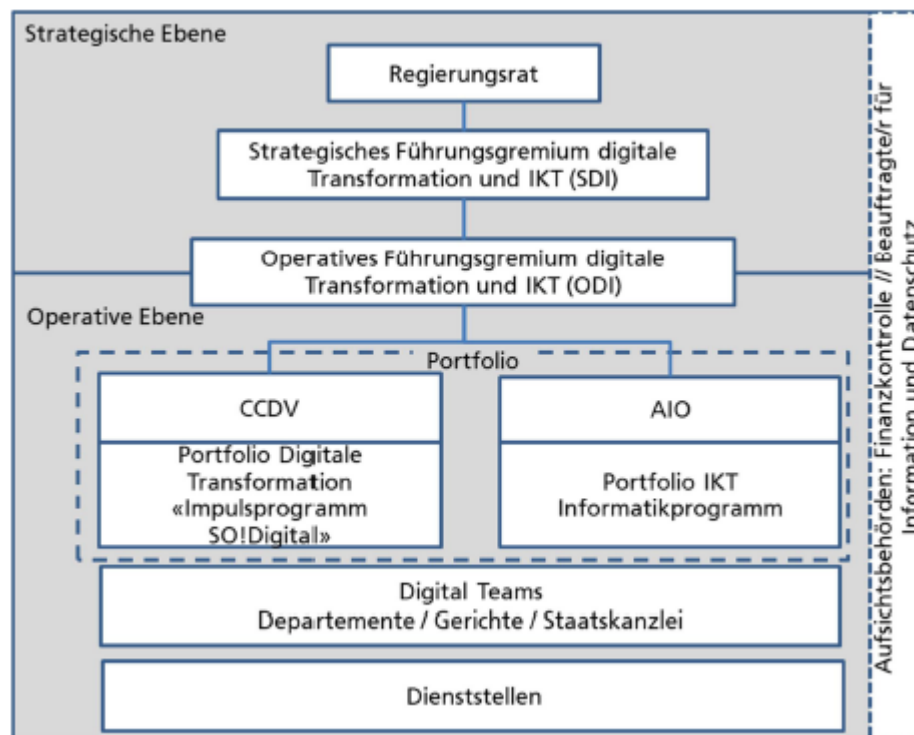 Strategische Ebene
Regierungsrat
Strategisches Führungsgremium digitale
Transformation und IKT (SDI)
Operatives Führungsgremium digitale
Transformation und IKT (ODI)
Operative Ebene
Portfolio
CCDV
Portfolio Digitale
Transformation
«Impulsprogramm
SO!Digital»
AIO
Portfolio IKT
Informatikprogramm
Digital Teams
Departemente / Gerichte / Staatskanzlei
Dienststellen
Aufsichtsbehörden: Finanzkontrolle // Beauftragte/r für
Information und Datenschutz